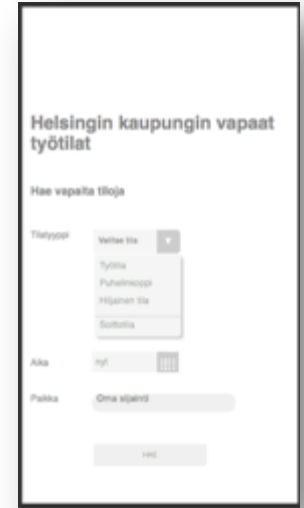 Helsingin kaupungin vapaat
työtilat
Hae vapaita tiloja
Tilatyyppi
Valitse tila
Työtila
Puhelinkoppi
Hiljainen tila
Soittotila
Aika
nyt
Paikka
Oma sijainti
HAE